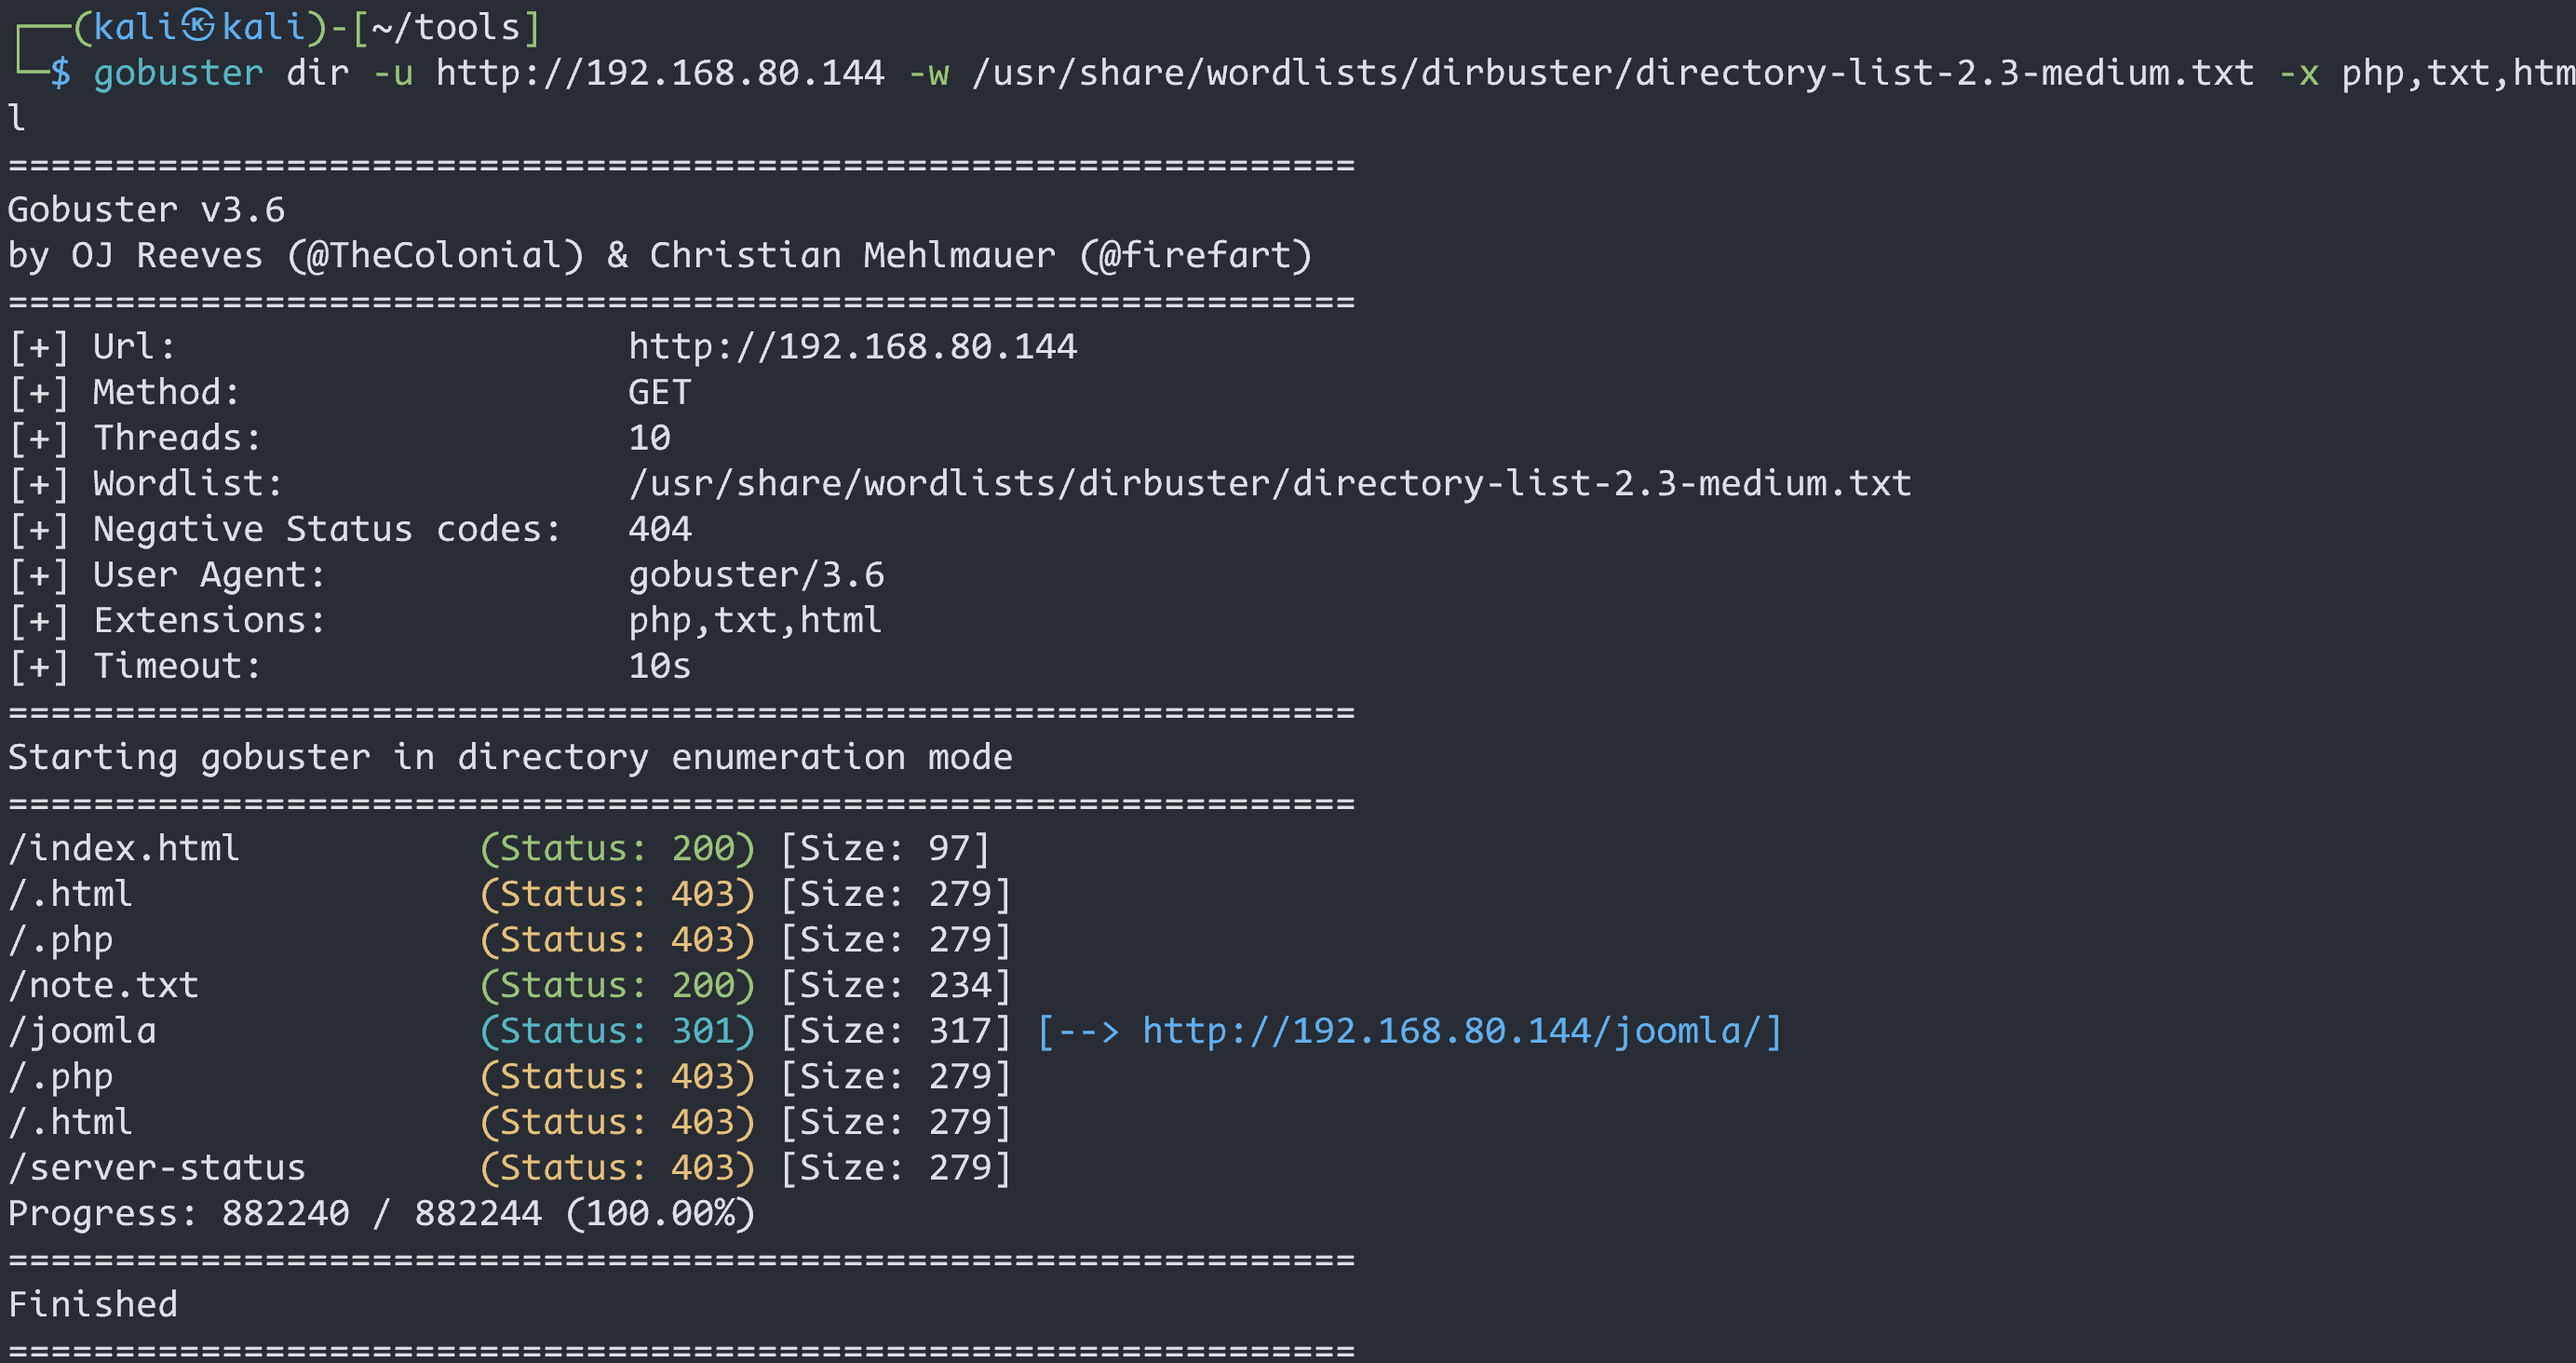 ┌──(kali㉿kali)-[~/tools]
└─$ gobuster dir -u http://192.168.80.144 -w /usr/share/wordlists/dirbuster/directory-list-2.3-medium.txt -x php,txt,htm
l
===============================================================
Gobuster v3.6
by OJ Reeves (@TheColonial) & Christian Mehlmauer (@firefart)
===============================================================
[+] Url:                     http://192.168.80.144
[+] Method:                  GET
[+] Threads:                 10
[+] Wordlist:                /usr/share/wordlists/dirbuster/directory-list-2.3-medium.txt
[+] Negative Status codes:   404
[+] User Agent:              gobuster/3.6
[+] Extensions:              php,txt,html
[+] Timeout:                 10s
===============================================================
Starting gobuster in directory enumeration mode
===============================================================
/index.html           (Status: 200) [Size: 97]
/.html                (Status: 403) [Size: 279]
/.php                 (Status: 403) [Size: 279]
/note.txt             (Status: 200) [Size: 234]
/joomla               (Status: 301) [Size: 317] [--> http://192.168.80.144/joomla/]
/.php                 (Status: 403) [Size: 279]
/.html                (Status: 403) [Size: 279]
/server-status        (Status: 403) [Size: 279]
Progress: 882240 / 882244 (100.00%)
===============================================================
Finished
===============================================================